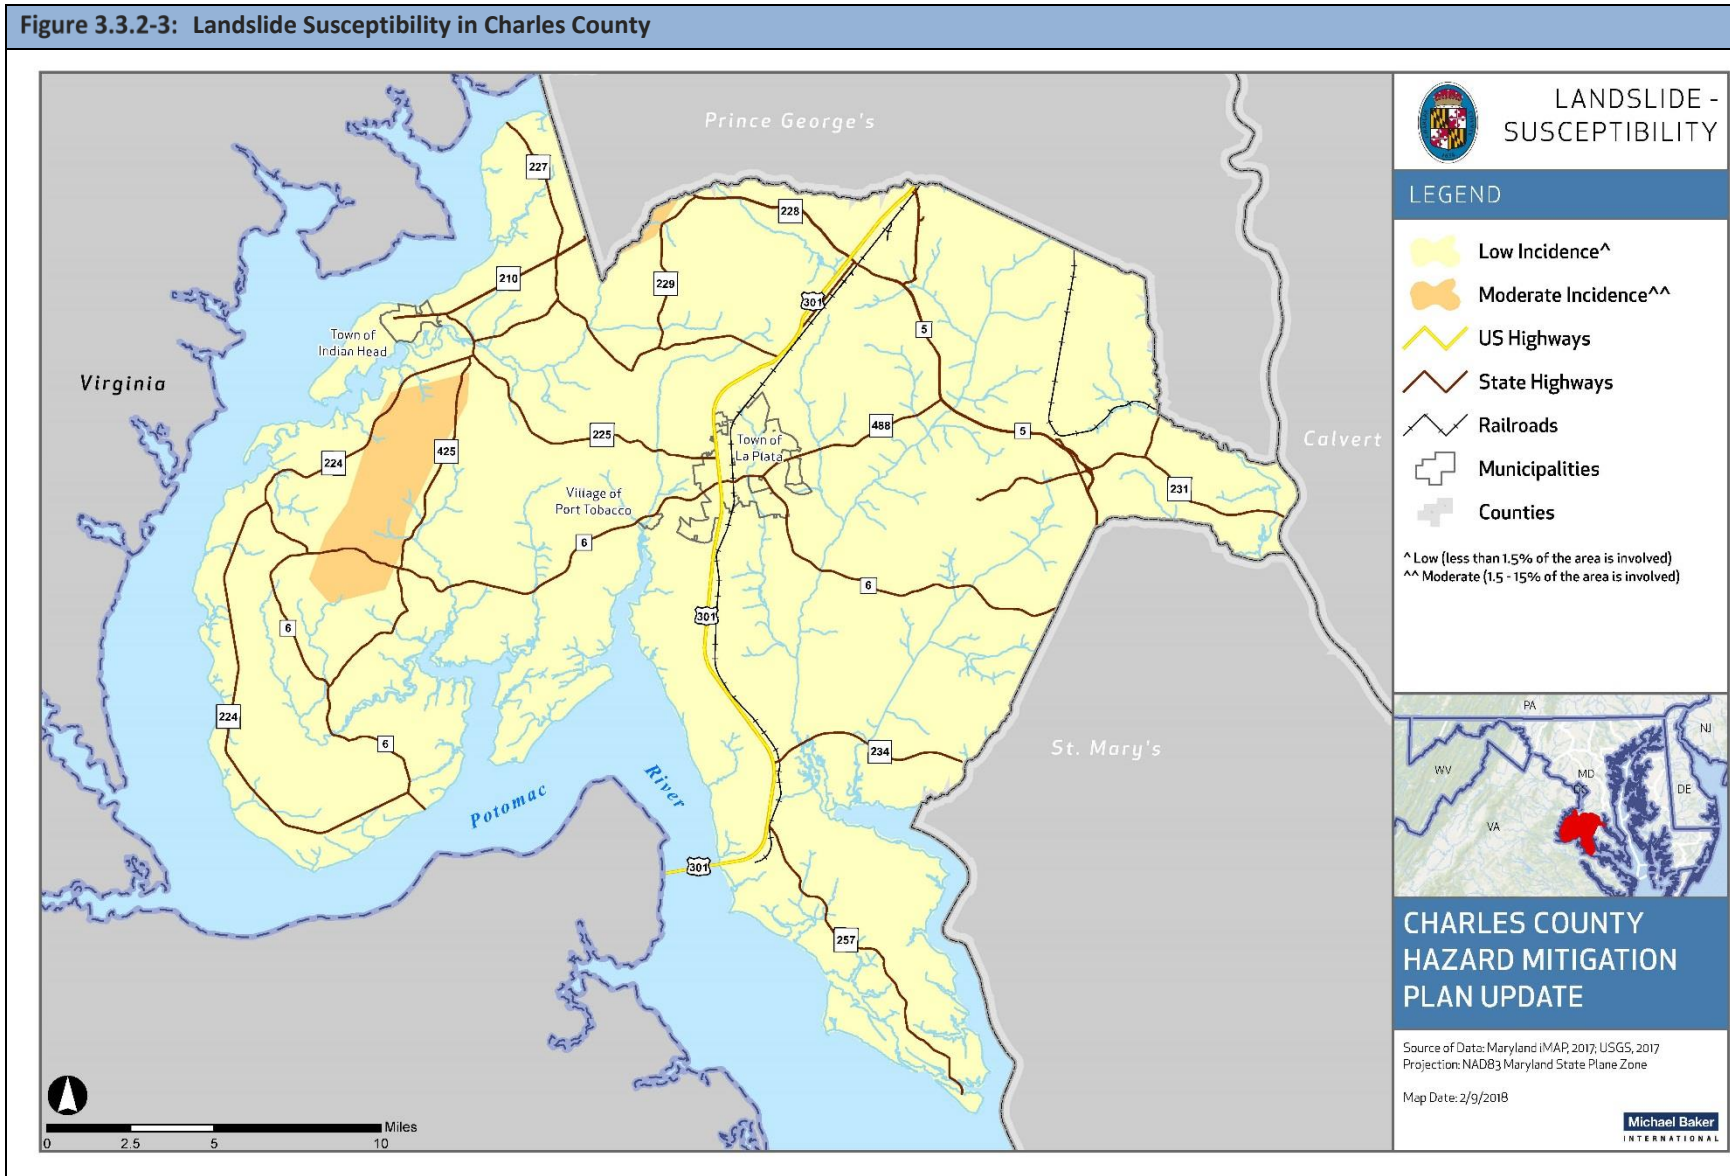 Figure 3.3.2-3: Landslide Susceptibility in Charles County
LANDSLIDE -
SUSCEPTIBILITY
LEGEND
Low Incidence^
Moderate Incidence^^
US Highways
State Highways
Railroads
Municipalities
Counties
^ Low (less than 1.5% of the area is involved)
^^ Moderate (1.5 - 15% of the area is involved)
Prince George's
227
228
210
229
301
Town of
Indian Head
5
Virginia
488
225
Town of
La Plata
5
Calvert
425
224
231
Village of
Port Tobacco
6
6
301
6
224
6
234
St. Mary's
Potomac
River
301
257
Miles
0
2.5
5
10
PA
NJ
WV
MD
DE
VA
CHARLES COUNTY
HAZARD MITIGATION
PLAN UPDATE
Source of Data: Maryland iMAP, 2017; USGS, 2017
Projection: NAD83 Maryland State Plane Zone
Map Date: 2/9/2018
Michael Baker
INTERNATIONAL